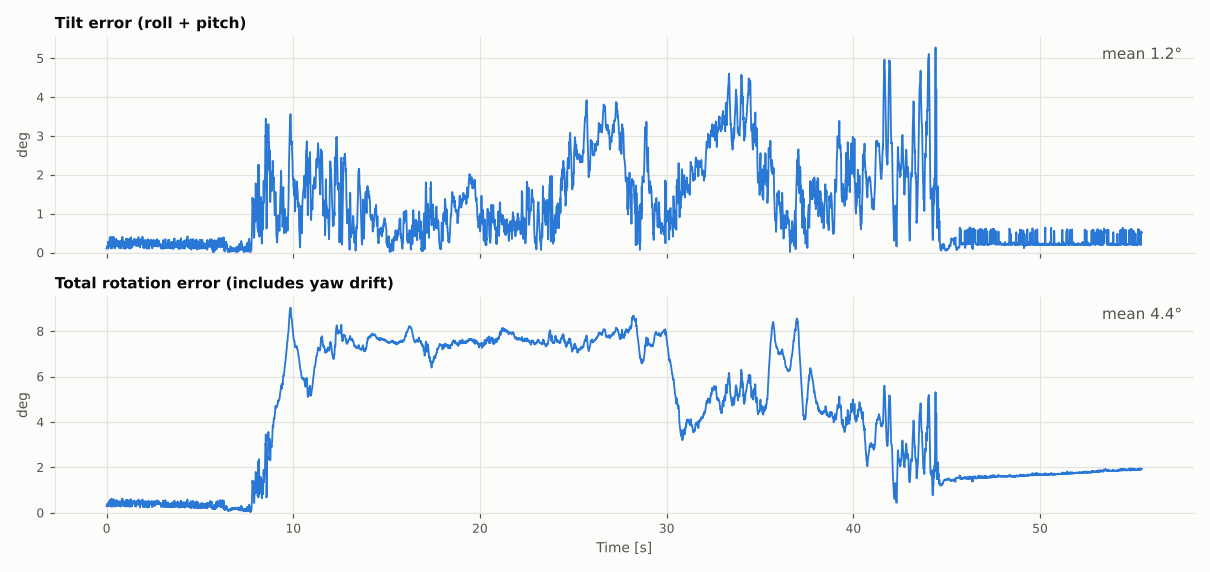 Tilt error (roll + pitch)
mean 1.2°
deg
5
4
3
2
1
0
Total rotation error (includes yaw drift)
mean 4.4°
deg
8
6
4
2
0
0 10 20 30 40 50
Time [s]